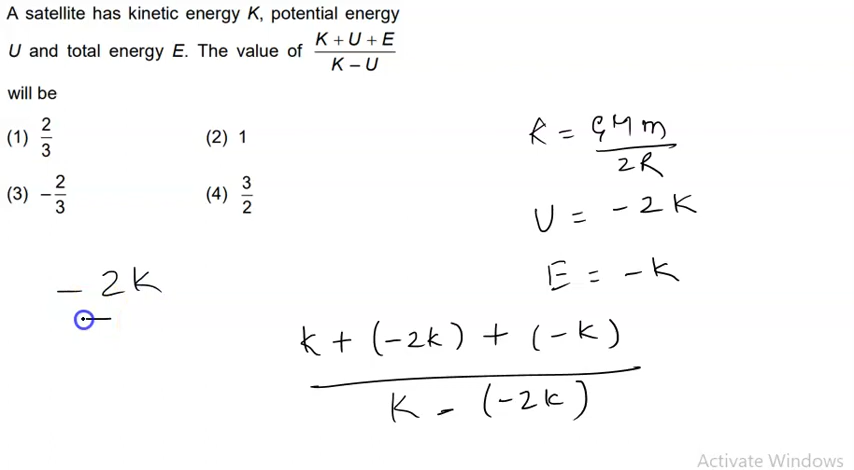 A satellite has kinetic energy K, potential energy
U and total energy E. The value of (K + U + E)/(K – U)
will be
(1) 2/3
(2) 1
(3) –2/3
(4) 3/2
K = GMm/2R
U = -2K
E = -K
- 2K
K + (-2K) + (-K)
K - (-2K)
Activate Windows